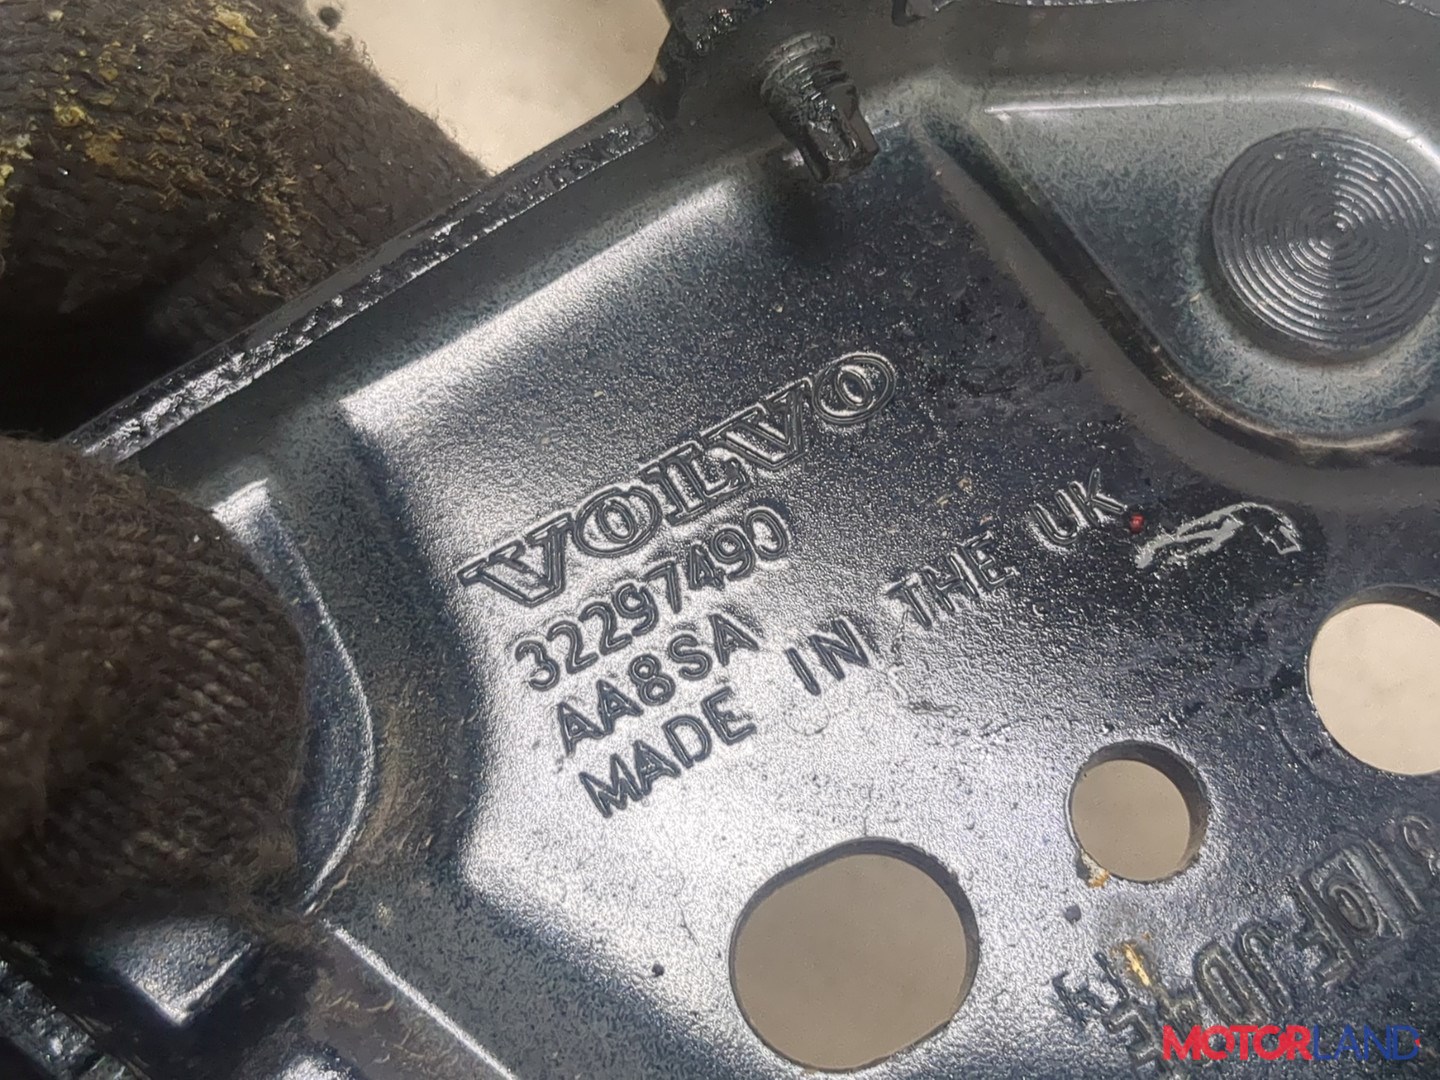 VOLVO
32297490
AA8SA
MADE IN THE UK
MOTORLAND